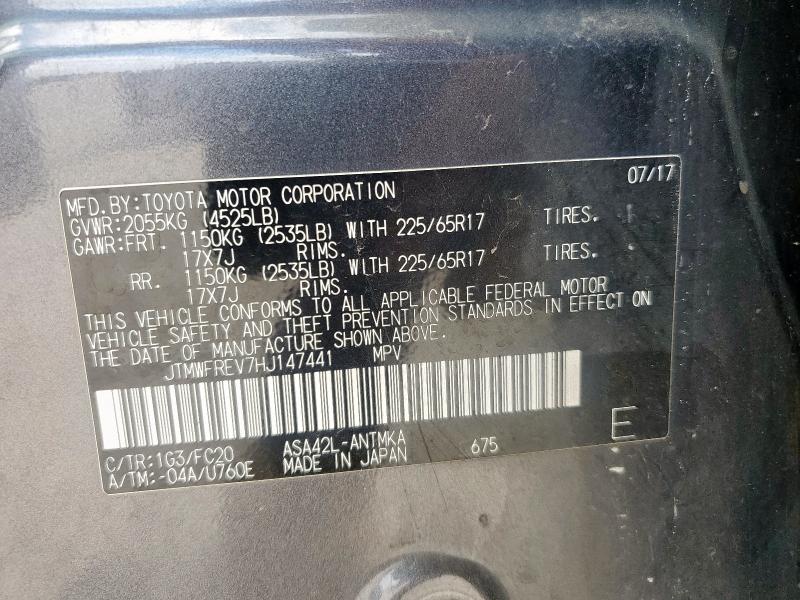 07/17
MFD.BY:TOYOTA MOTOR CORPORATION
GVWR:2055KG (4525LB)
GAWR:FRT. 1150KG (2535LB) WITH 225/65R17 TIRES.
17X7J RIMS.
RR. 1150KG (2535LB) WITH 225/65R17 TIRES.
17X7J RIMS.
THIS VEHICLE CONFORMS TO ALL APPLICABLE FEDERAL MOTOR
VEHICLE SAFETY AND THEFT PREVENTION STANDARDS IN EFFECT ON
THE DATE OF MANUFACTURE SHOWN ABOVE.
JTMWFREV7HJ147441 MPV
C/TR:1G3/FC20 ASA42L-ANTMKA 675 E
A/TM:-04A/U760E MADE IN JAPAN